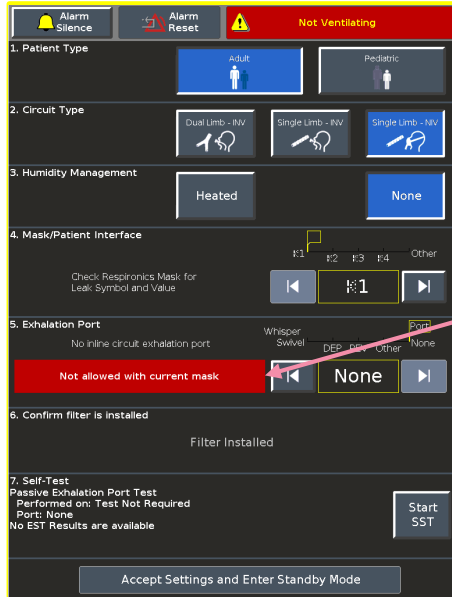 Alarm
Silence
Alarm
Reset
Not Ventilating
1. Patient Type
Adult
Pediatric
2. Circuit Type
Dual Limb - INV
Single Limb - INV
Single Limb - NIV
3. Humidity Management
Heated
None
4. Mask/Patient Interface
1
2
3
4
Other
Check Respironics Mask for
Leak Symbol and Value
1
5. Exhalation Port
No inline circuit exhalation port
Whisper
Swivel
DEP
PEV
Other
Port:
None
Not allowed with current mask
None
6. Confirm filter is installed
Filter Installed
7. Self-Test
Passive Exhalation Port Test
Performed on: Test Not Required
Port: None
No EST Results are available
Start
SST
Accept Settings and Enter Standby Mode